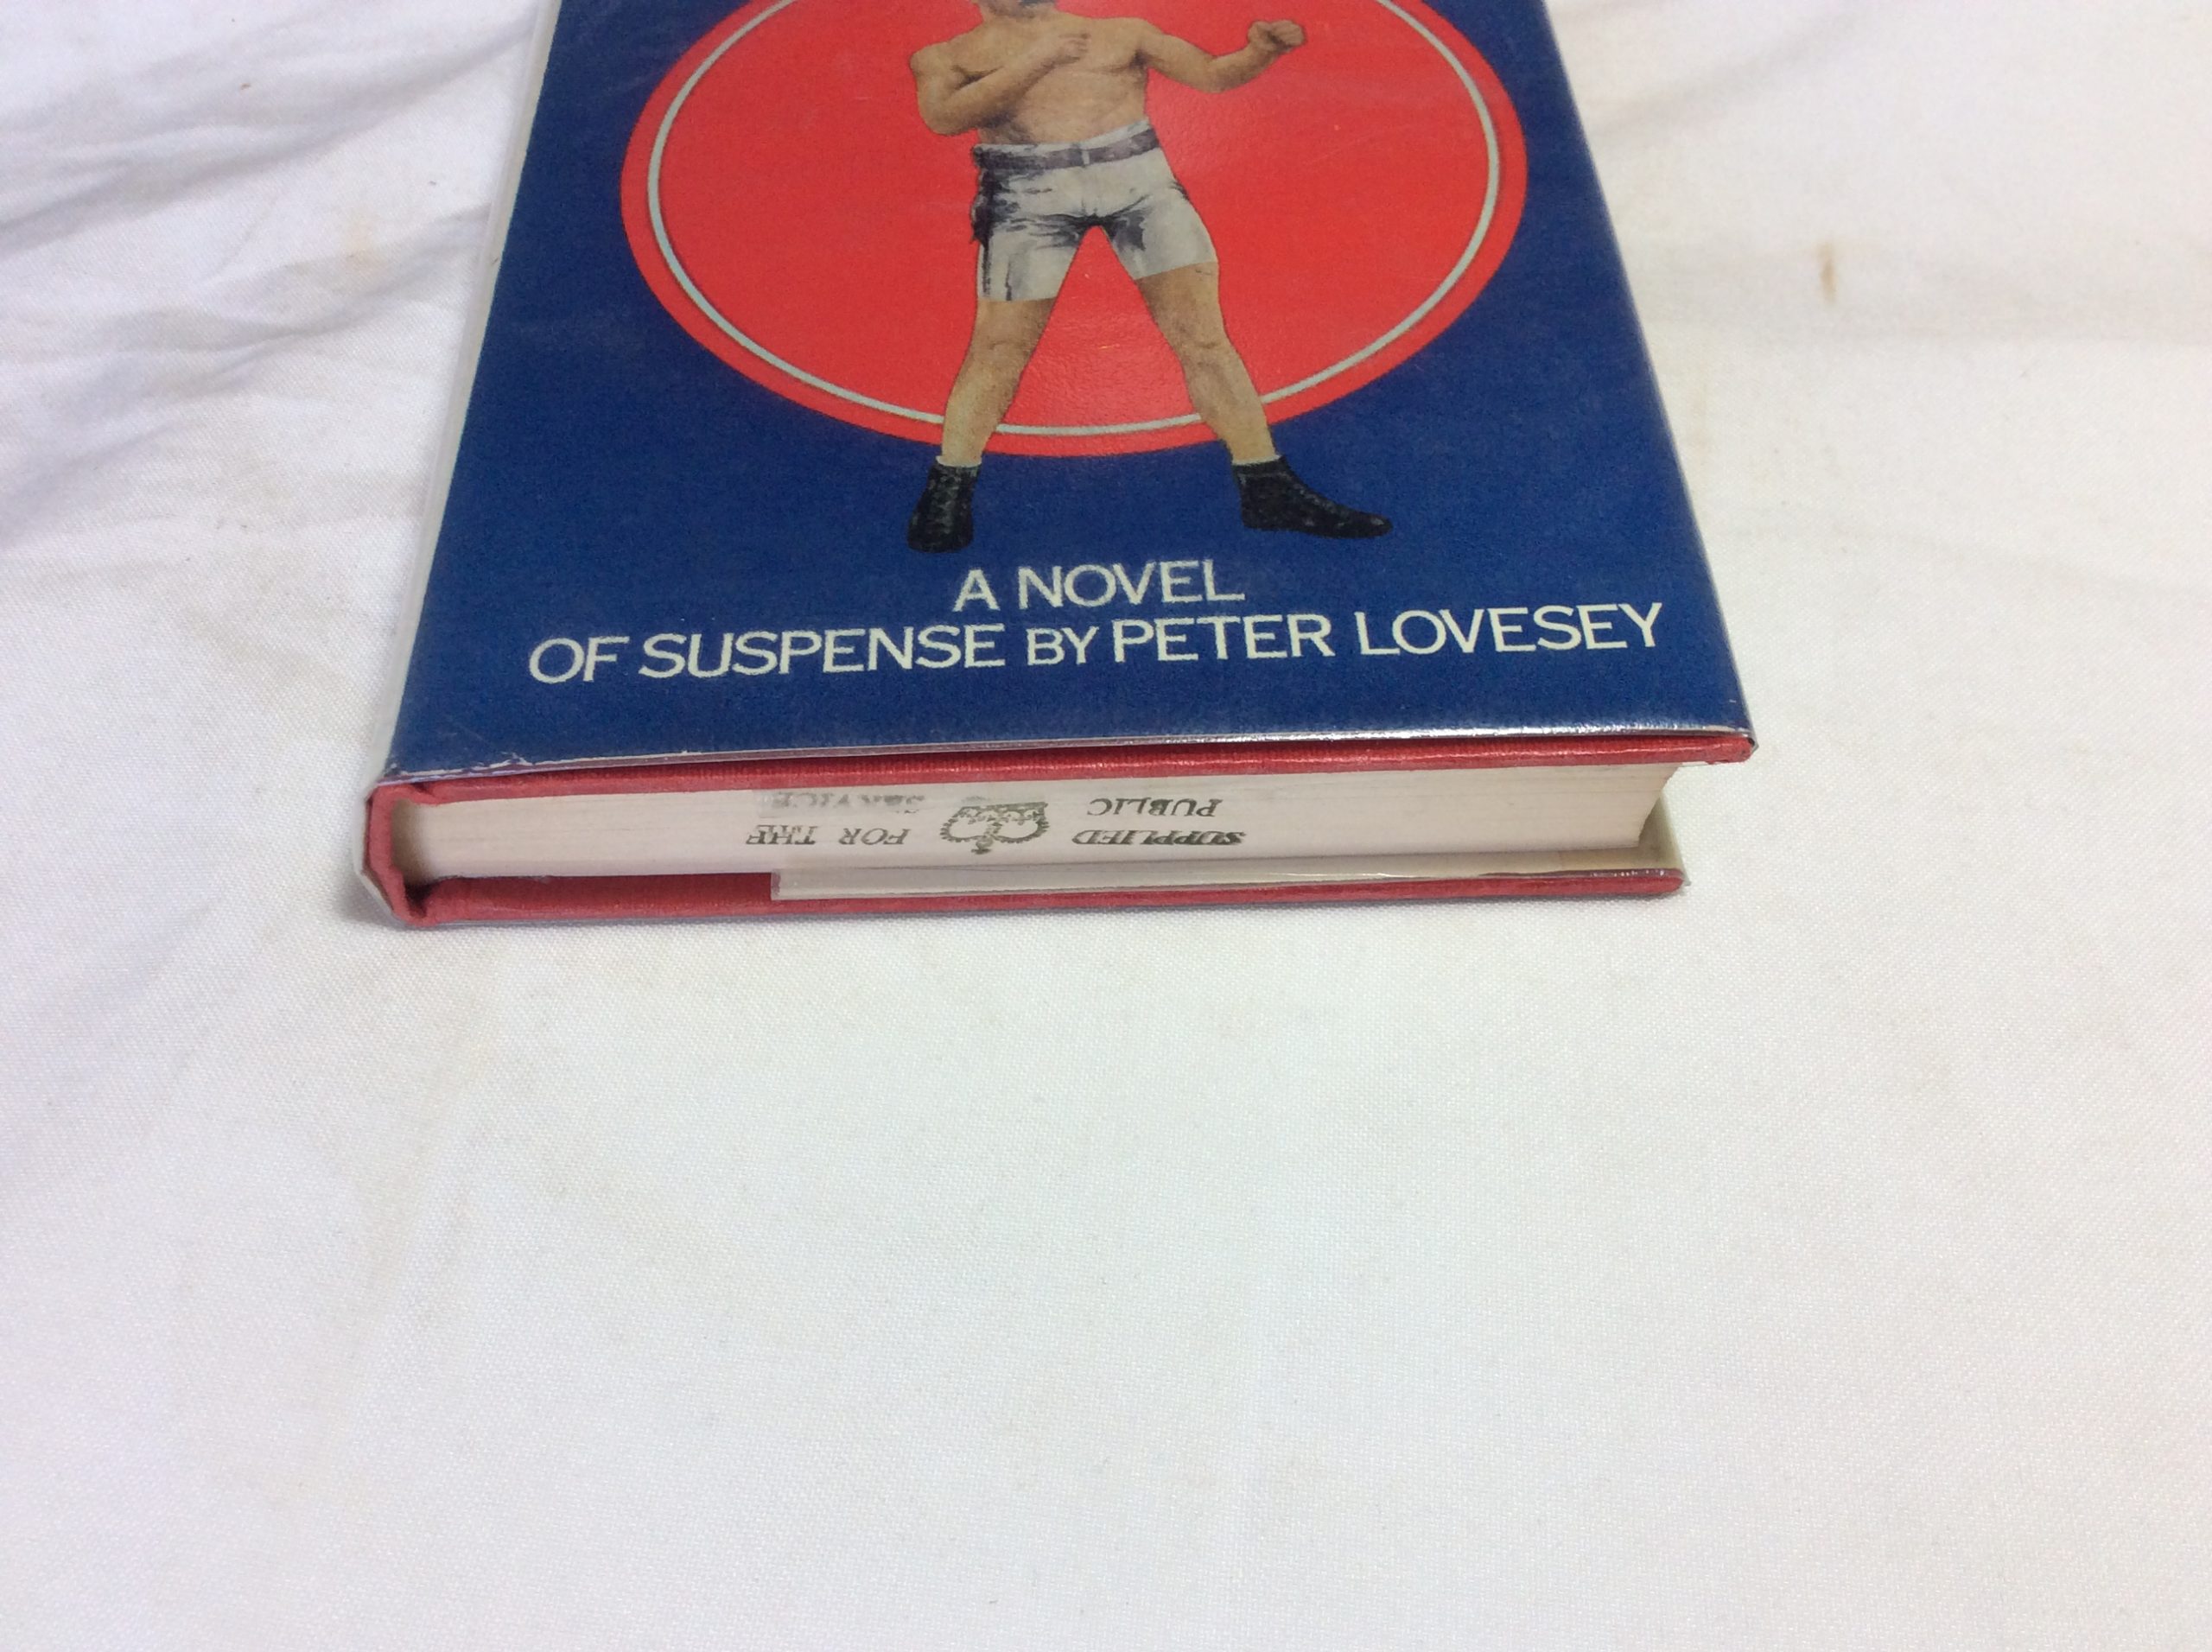 A NOVEL
OF SUSPENSE BY PETER LOVESEY
SUPPLIED FOR THE
PUBLIC SERVICE